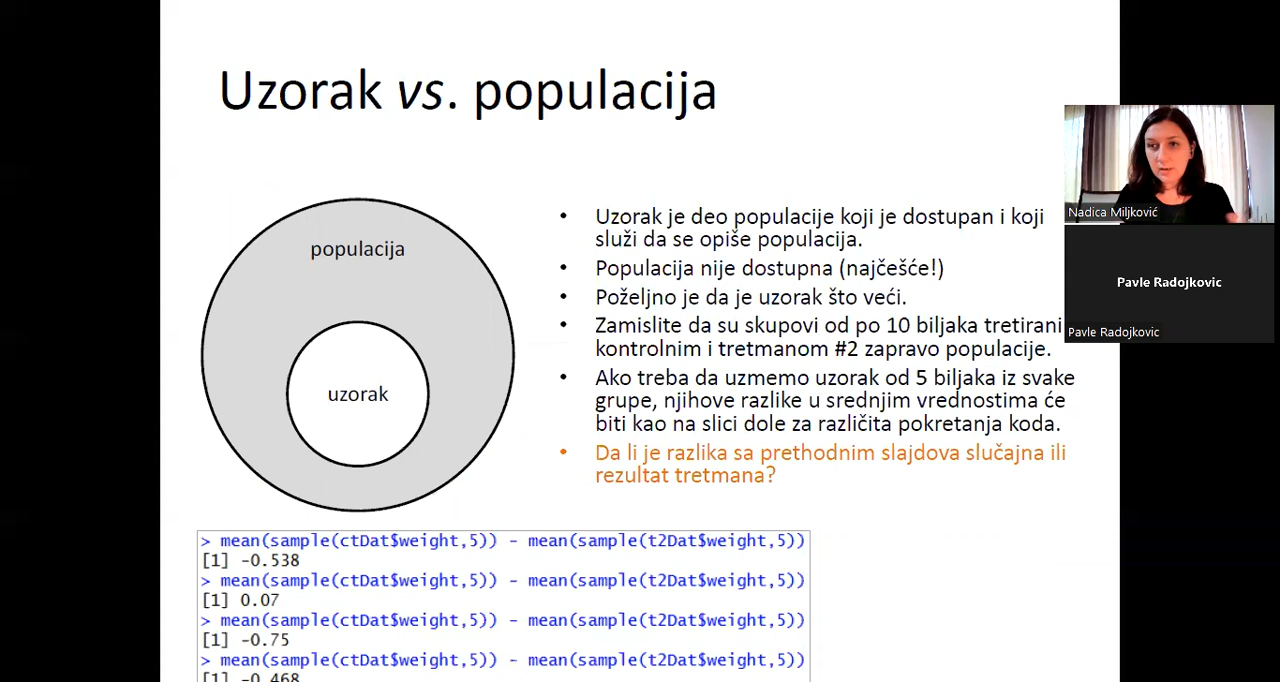 Uzorak vs. populacija
populacija
uzorak
• Uzorak je deo populacije koji je dostupan i koji
služi da se opiše populacija.
• Populacija nije dostupna (najčešće!)
• Poželjno je da je uzorak što veći.
• Zamislite da su skupovi od po 10 biljaka tretirani
kontrolnim i tretmanom #2 zapravo populacije.
• Ako treba da uzmemo uzorak od 5 biljaka iz svake
grupe, njihove razlike u srednjim vrednostima će
biti kao na slici dole za različita pokretanja koda.
• Da li je razlika sa prethodnim slajdova slučajna ili
rezultat tretmana?
> mean(sample(ctDat$weight,5)) - mean(sample(t2Dat$weight,5))
[1] -0.538
> mean(sample(ctDat$weight,5)) - mean(sample(t2Dat$weight,5))
[1] 0.07
> mean(sample(ctDat$weight,5)) - mean(sample(t2Dat$weight,5))
[1] -0.75
> mean(sample(ctDat$weight,5)) - mean(sample(t2Dat$weight,5))
[1] -0.468
Nadica Miljković
Pavle Radojkovic
Pavle Radojkovic